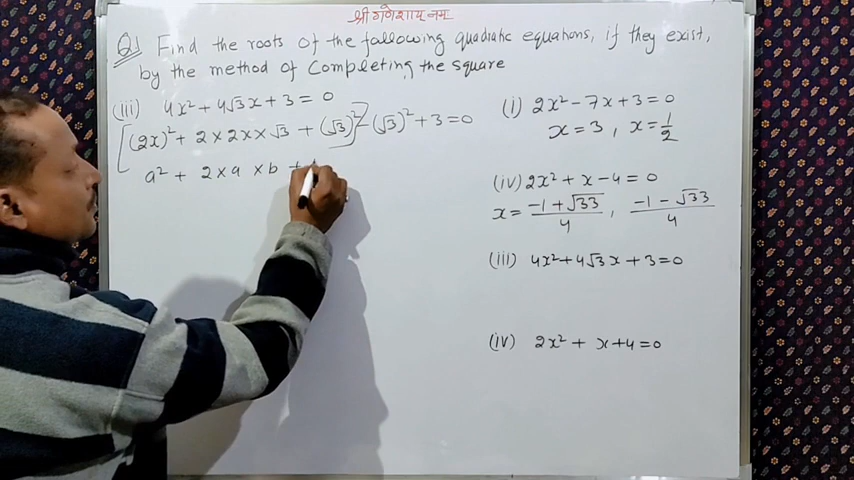 श्री गणेशाय नमः
Q1 Find the roots of the following quadratic equations, if they exist,
by the method of Completing the square
(iii) 4x² + 4√3x + 3 = 0
[(2x)² + 2 × 2x × √3 + (√3)²] - (√3)² + 3 = 0
a² + 2 × a × b +
(i) 2x² - 7x + 3 = 0
x = 3 , x = 1/2
(iv) 2x² + x - 4 = 0
x = (-1 + √33)/4 , (-1 - √33)/4
(iii) 4x² + 4√3x + 3 = 0
(iv) 2x² + x + 4 = 0